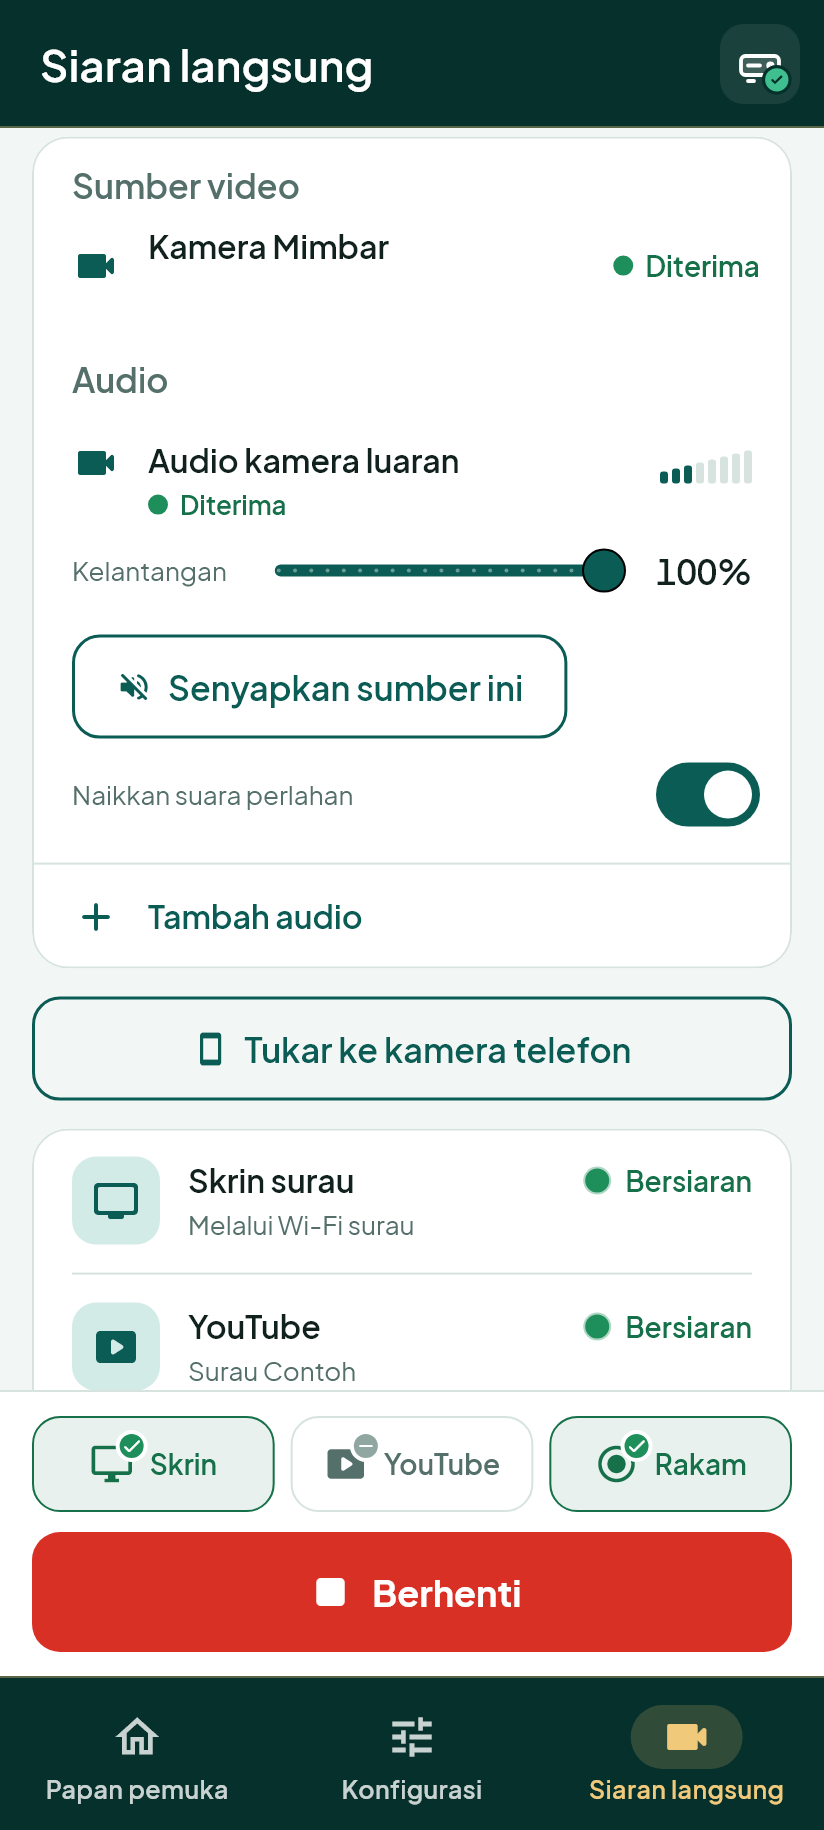 Siaran langsung
Sumber video
Kamera Mimbar
Diterima
Audio
Audio kamera luaran
Diterima
Kelantangan
100%
Senyapkan sumber ini
Naikkan suara perlahan
Tambah audio
Tukar ke kamera telefon
Skrin surau
Bersiaran
Melalui Wi-Fi surau
YouTube
Bersiaran
Surau Contoh
Skrin
YouTube
Rakam
Berhenti
Papan pemuka
Konfigurasi
Siaran langsung